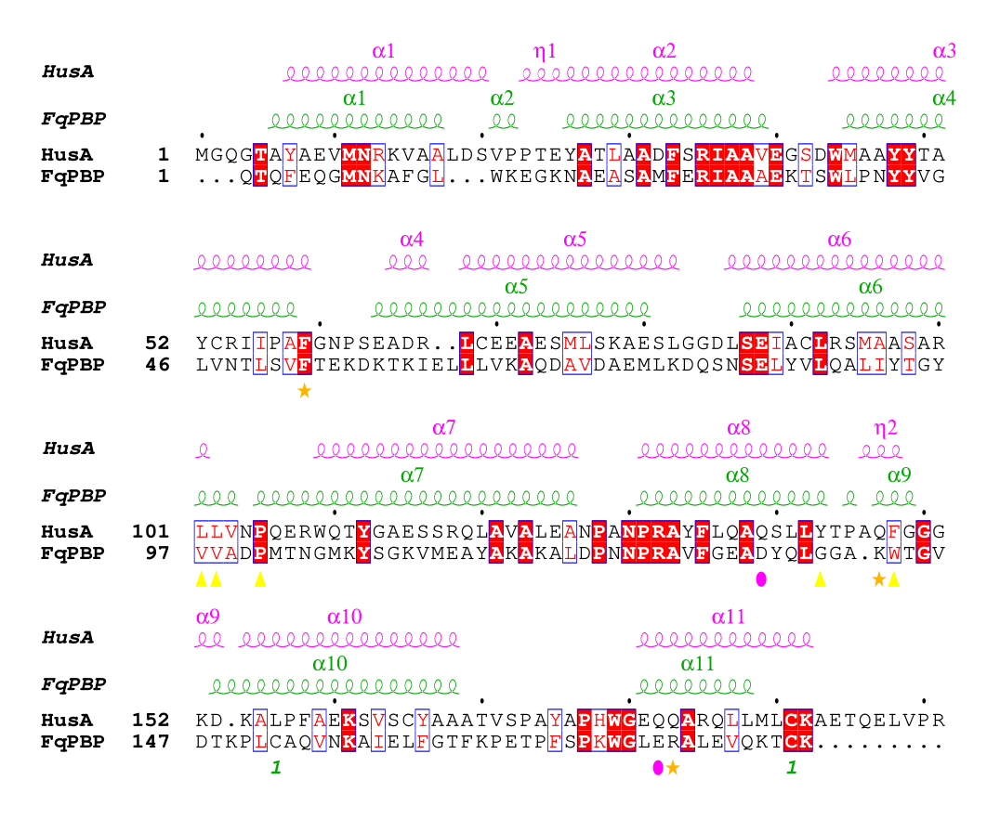 α1 η1 α2 α3
HusA
α1 α2 α3 α4
FqPBP
HusA 1 MGQGTAYAEVMNRKVAALDSVPPTEYATLAADFSRIAAVEGSDWMAAYYTA
FqPBP 1 ...QTQFEQGMNKAFGL...WKEGKNAEASAMFERIAAAEKTSWLPNYYVG
α4 α5 α6
HusA
α5 α6
FqPBP
HusA 52 YCRIIPAFGNPSEADR..LCEEAESMLSKAESLGGDLSEIACLRSMAASAR
FqPBP 46 LVNTLSVFTEKDKTKIELLLVKAQDAVDAEMLKDQSNSELYVLQALIYTGY
α7 α8 η2
HusA
α7 α8 α9
FqPBP
HusA 101 LLVNPQERWQTYGAESSRQLAVALEANPANPRAYFLQAQSLLYTPAQFGGG
FqPBP 97 VVADPMTNGMKYSGKVMEAYAKAKALDPNNPRAVFGEADYQLGGA.KWTGV
α9 α10 α11
HusA
α10 α11
FqPBP
HusA 152 KD.KALPFAEKSVSCYAAATVSPAYAPHWGEQQARQLLMLCKAETQELVPR
FqPBP 147 DTKPLCAQVNKAIELFGTFKPETPFSPKWGLERALEVQKTCK.........
1 1